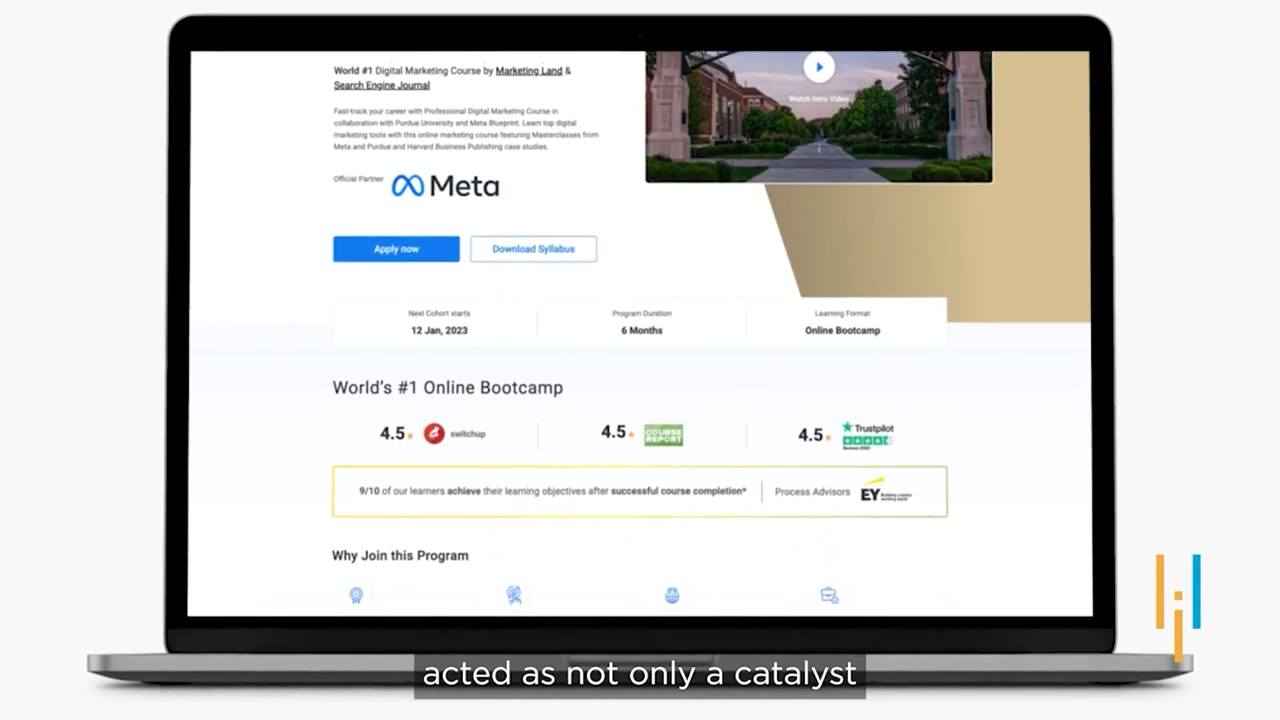 World #1 Digital Marketing Course by Marketing Land &
Search Engine Journal
Fast-track your career with Professional Digital Marketing Course in
collaboration with Purdue University and Meta Blueprint. Learn top digital
marketing tools with this online marketing course featuring Masterclasses from
Meta and Purdue and Harvard Business Publishing case studies.
Official Partner
Meta
Watch Intro Video
Apply now
Download Syllabus
Next Cohort starts
12 Jan, 2023
Program Duration
6 Months
Learning Format
Online Bootcamp
World's #1 Online Bootcamp
4.5
switchup
4.5
COURSE
REPORT
4.5
Trustpilot
9/10 of our learners achieve their learning objectives after successful course completion*
Process Advisors
EY
Building a better
working world
Why Join this Program
acted as not only a catalyst